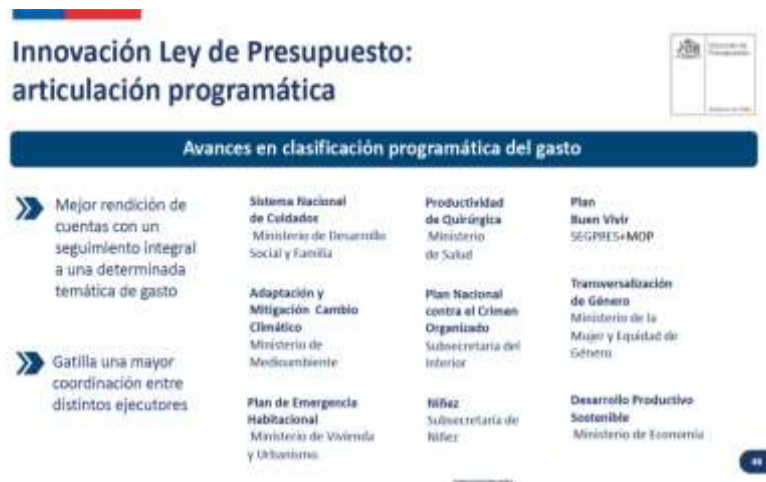 Innovación Ley de Presupuesto:
articulación programática
Avances en clasificación programática del gasto
Mejor rendición de
cuentas con un
seguimiento integral
a una determinada
temática de gasto
Gatilla una mayor
coordinación entre
distintos ejecutores
Sistema Nacional
de Cuidados
Ministerio de Desarrollo
Social y Familia
Adaptación y
Mitigación Cambio
Climático
Ministerio de
Medioambiente
Plan de Emergencia
Habitacional
Ministerio de Vivienda
y Urbanismo
Productividad
de Quirúrgica
Ministerio
de Salud
Plan Nacional
contra el Crimen
Organizado
Subsecretaría del
Interior
Niñez
Subsecretaría de
Niñez
Plan
Buen Vivir
SEGPRES+MOP
Transversalización
de Género
Ministerio de la
Mujer y Equidad de
Género
Desarrollo Productivo
Sostenible
Ministerio de Economía